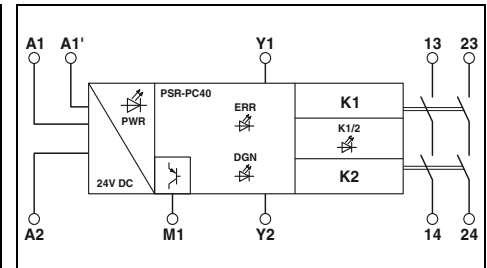 A1 A1' Y1 13 23
PSR-PC40
K1
ERR
PWR
K1/2
DGN
K2
24V DC
A2 M1 Y2 14 24